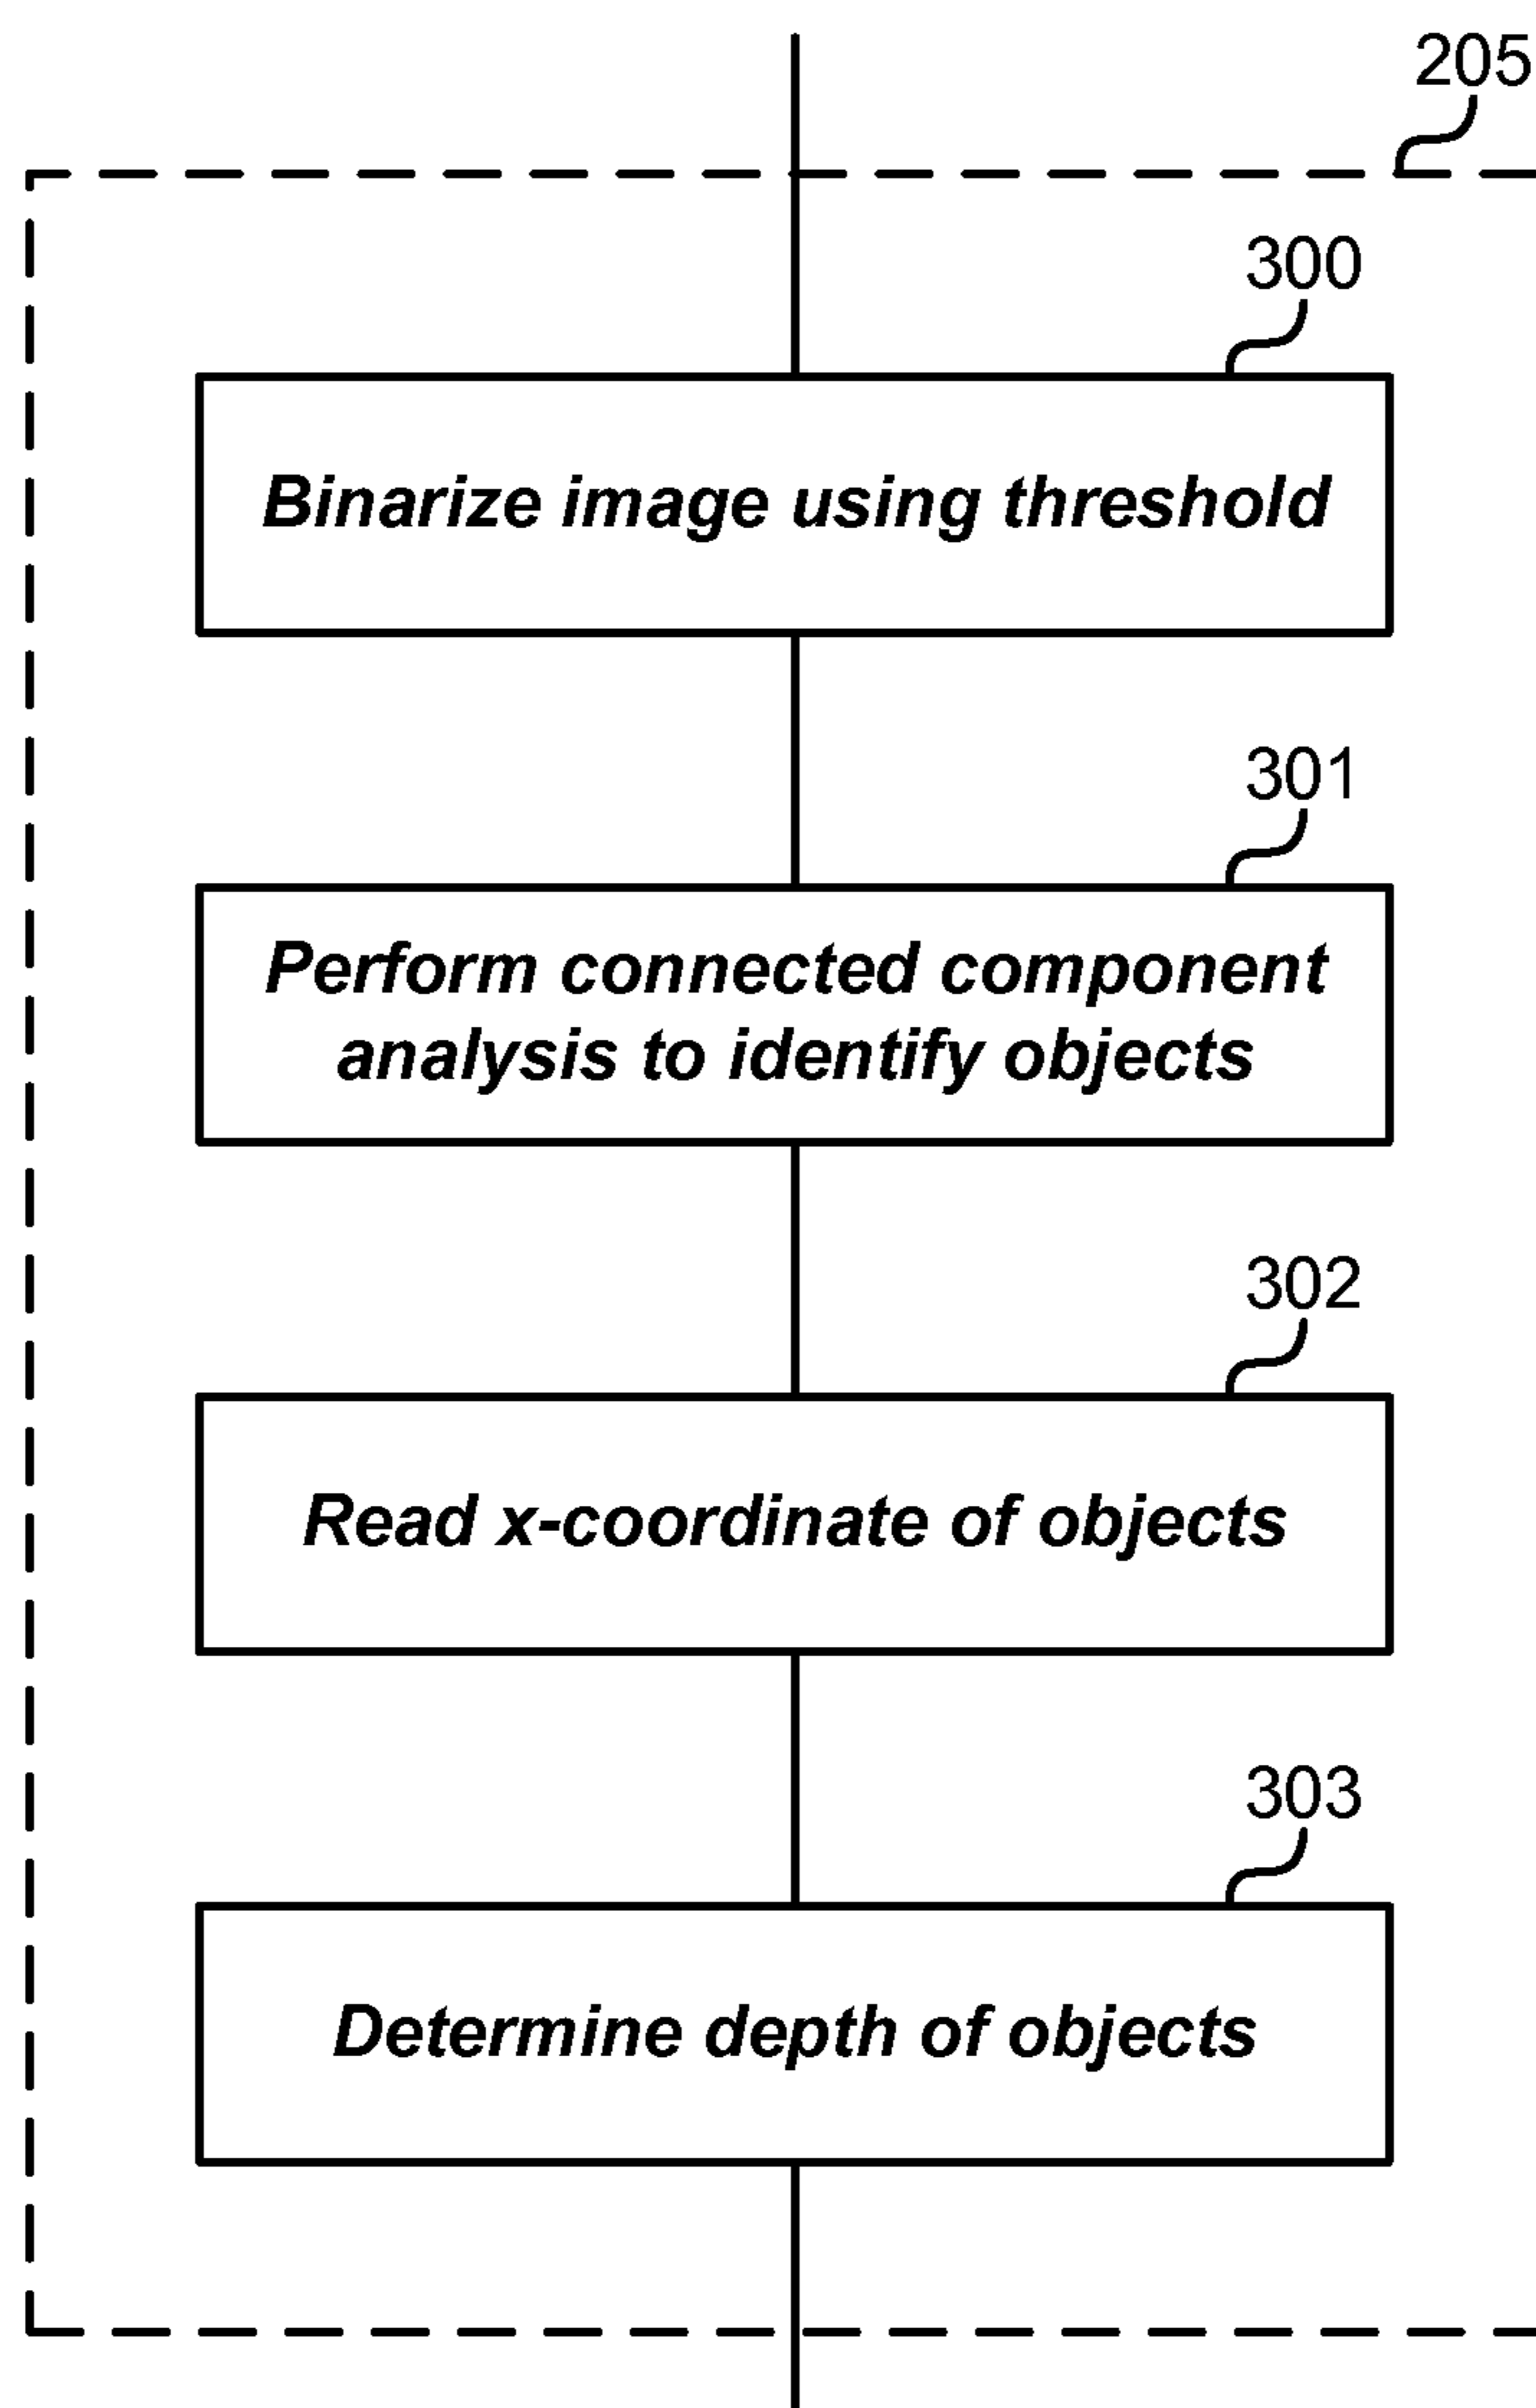 205
300
Binarize image using threshold
301
Perform connected component
analysis to identify objects
302
Read x-coordinate of objects
303
Determine depth of objects